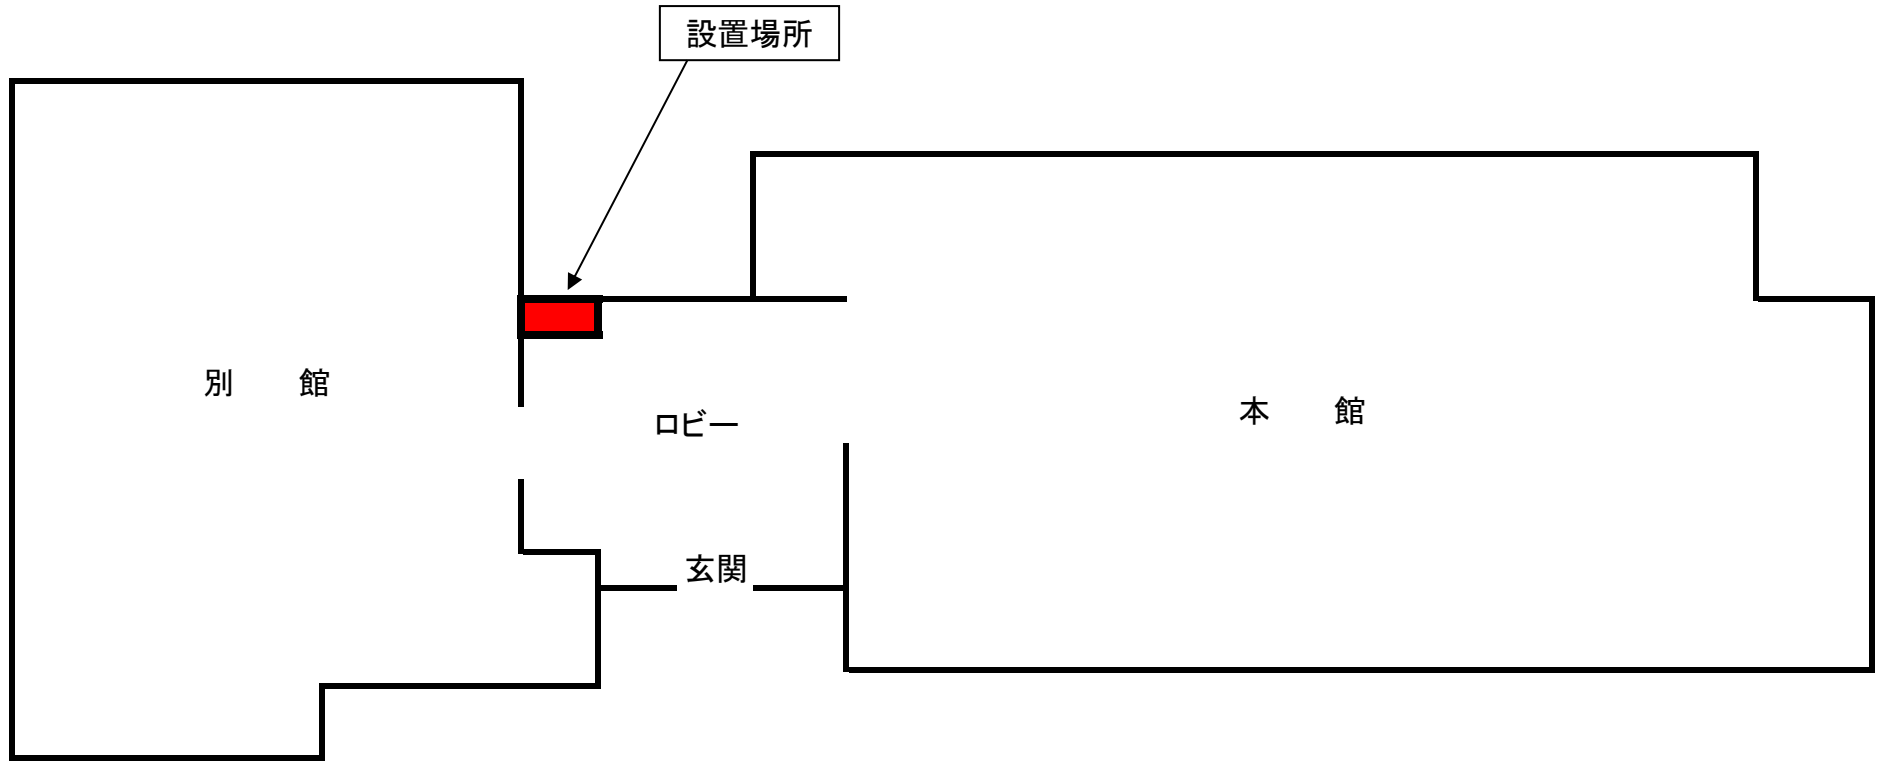 設置場所
別　　館
本　　館
ロビー
玄関